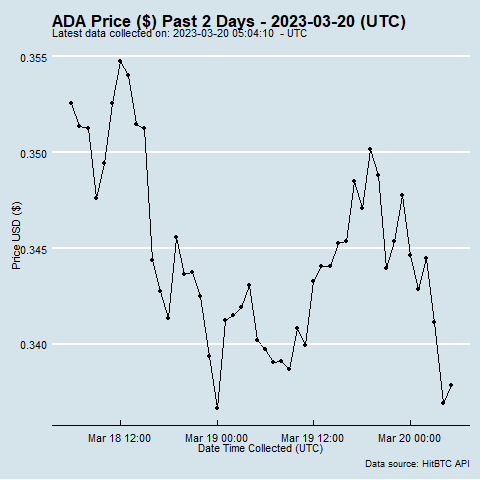 ADA Price ($) Past 2 Days - 2023-03-20 (UTC)
Latest data collected on: 2023-03-20 05:04:10 - UTC
0.355
0.350
0.345
0.340
Price USD ($)
Mar 18 12:00
Mar 19 00:00
Mar 19 12:00
Mar 20 00:00
Date Time Collected (UTC)
Data source: HitBTC API